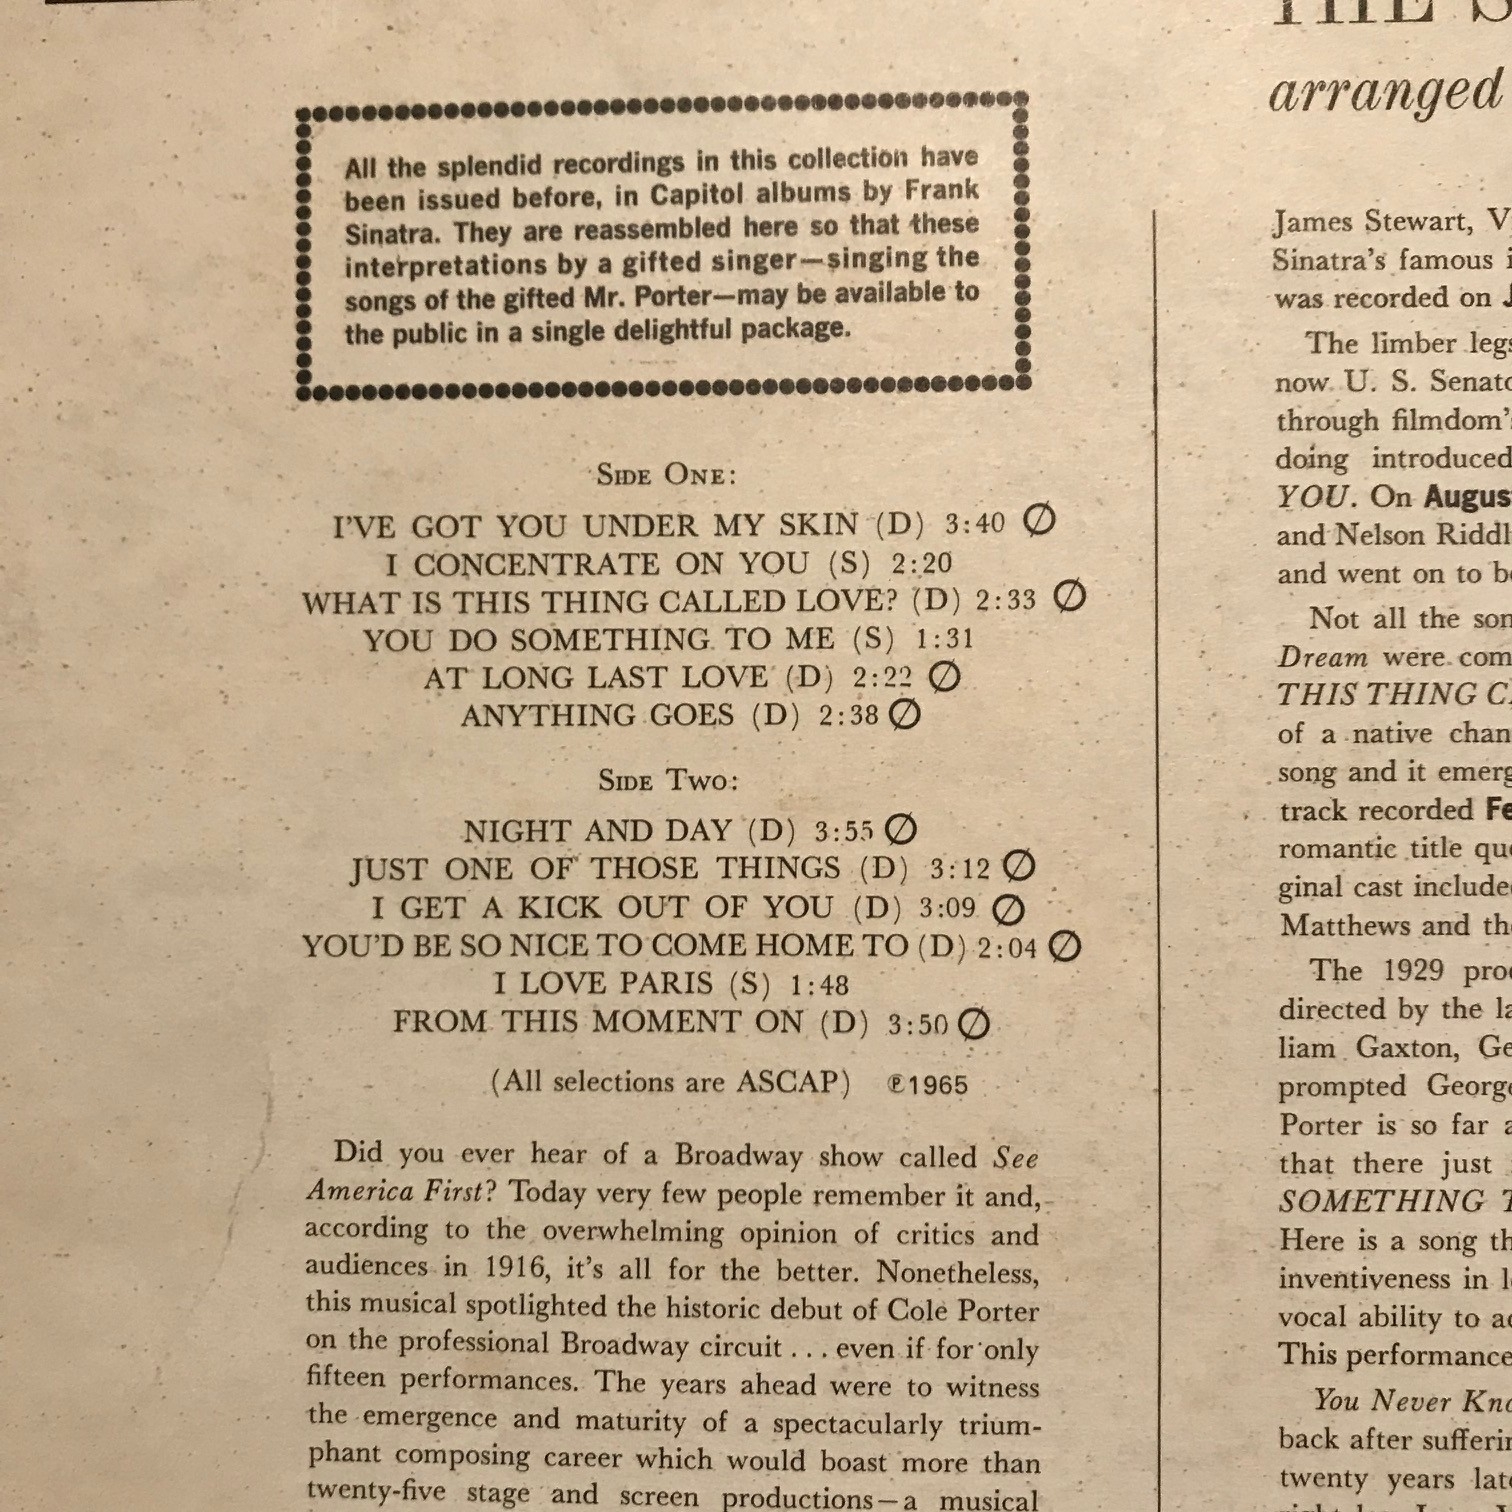 THE S
arranged
All the splendid recordings in this collection have
been issued before, in Capitol albums by Frank
Sinatra. They are reassembled here so that these
interpretations by a gifted singer—singing the
songs of the gifted Mr. Porter—may be available to
the public in a single delightful package.
SIDE ONE:
I'VE GOT YOU UNDER MY SKIN (D) 3:40 Ø
I CONCENTRATE ON YOU (S) 2:20
WHAT IS THIS THING CALLED LOVE? (D) 2:33 Ø
YOU DO SOMETHING TO ME (S) 1:31
AT LONG LAST LOVE (D) 2:22 Ø
ANYTHING GOES (D) 2:38 Ø
SIDE TWO:
NIGHT AND DAY (D) 3:55 Ø
JUST ONE OF THOSE THINGS (D) 3:12 Ø
I GET A KICK OUT OF YOU (D) 3:09 Ø
YOU'D BE SO NICE TO COME HOME TO (D) 2:04 Ø
I LOVE PARIS (S) 1:48
FROM THIS MOMENT ON (D) 3:50 Ø
(All selections are ASCAP) ℗1965
Did you ever hear of a Broadway show called See
America First? Today very few people remember it and,
according to the overwhelming opinion of critics and
audiences in 1916, it's all for the better. Nonetheless,
this musical spotlighted the historic debut of Cole Porter
on the professional Broadway circuit . . . even if for only
fifteen performances. The years ahead were to witness
the emergence and maturity of a spectacularly trium-
phant composing career which would boast more than
twenty-five stage and screen productions—a musical
James Stewart, V
Sinatra's famous i
was recorded on J
The limber legs
now U. S. Senato
through filmdom's
doing introduced
YOU. On Augus
and Nelson Riddl
and went on to be
Not all the son
Dream were com
THIS THING CA
of a native chan
song and it emerg
track recorded Fe
romantic title que
ginal cast include
Matthews and the
The 1929 pro
directed by the la
liam Gaxton, Ge
prompted George
Porter is so far a
that there just
SOMETHING T
Here is a song th
inventiveness in l
vocal ability to ac
This performance
You Never Kno
back after sufferin
twenty years late